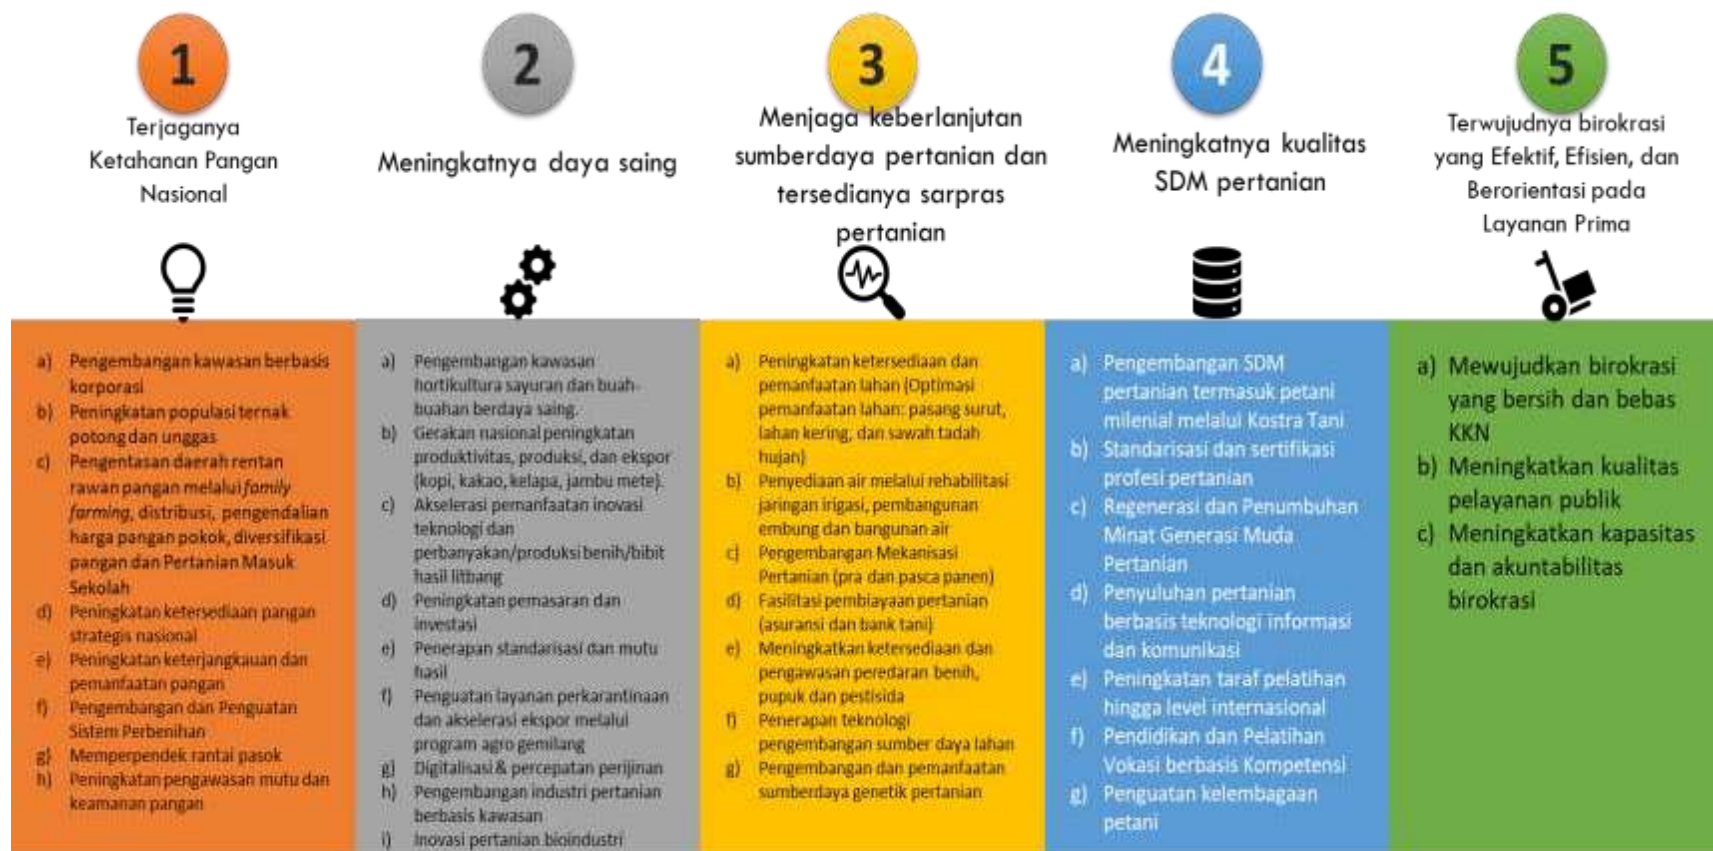 1
Terjaganya
Ketahanan Pangan
Nasional
a) Pengembangan kawasan berbasis
korporasi
b) Peningkatan populasi ternak
potong dan unggas
c) Pengentasan daerah rentan
rawan pangan melalui family
farming, distribusi, pengendalian
harga pangan pokok, diversifikasi
pangan dan Pertanian Masuk
Sekolah
d) Peningkatan ketersediaan pangan
strategis nasional
e) Peningkatan keterjangkauan dan
pemanfaatan pangan
f) Pengembangan dan Penguatan
Sistem Perbenihan
g) Memperpendek rantai pasok
h) Peningkatan pengawasan mutu dan
keamanan pangan
2
Meningkatnya daya saing
a) Pengembangan kawasan
hortikultura sayuran dan buah-
buahan berdaya saing.
b) Gerakan nasional peningkatan
produktivitas, produksi, dan ekspor
(kopi, kakao, kelapa, jambu mete).
c) Akselerasi pemanfaatan inovasi
teknologi dan
perbanyakan/produksi benih/bibit
hasil litbang
d) Peningkatan pemasaran dan
investasi
e) Penerapan standarisasi dan mutu
hasil
f) Penguatan layanan perkarantinaan
dan akselerasi ekspor melalui
program agro gemilang
g) Digitalisasi & percepatan perijinan
h) Pengembangan industri pertanian
berbasis kawasan
i) Inovasi pertanian bioindustri
3
Menjaga keberlanjutan
sumberdaya pertanian dan
tersedianya sarpras
pertanian
a) Peningkatan ketersediaan dan
pemanfaatan lahan (Optimasi
pemanfaatan lahan: pasang surut,
lahan kering, dan sawah tadah
hujan)
b) Penyediaan air melalui rehabilitasi
jaringan irigasi, pembangunan
embung dan bangunan air
c) Pengembangan Mekanisasi
Pertanian (pra dan pasca panen)
d) Fasilitasi pembiayaan pertanian
(asuransi dan bank tani)
e) Meningkatkan ketersediaan dan
pengawasan peredaran benih,
pupuk dan pestisida
f) Penerapan teknologi
pengembangan sumber daya lahan
g) Pengembangan dan pemanfaatan
sumberdaya genetik pertanian
4
Meningkatnya kualitas
SDM pertanian
a) Pengembangan SDM
pertanian termasuk petani
milenial melalui Kostra Tani
b) Standarisasi dan sertifikasi
profesi pertanian
c) Regenerasi dan Penumbuhan
Minat Generasi Muda
Pertanian
d) Penyuluhan pertanian
berbasis teknologi informasi
dan komunikasi
e) Peningkatan taraf pelatihan
hingga level internasional
f) Pendidikan dan Pelatihan
Vokasi berbasis Kompetensi
g) Penguatan kelembagaan
petani
5
Terwujudnya birokrasi
yang Efektif, Efisien, dan
Berorientasi pada
Layanan Prima
a) Mewujudkan birokrasi
yang bersih dan bebas
KKN
b) Meningkatkan kualitas
pelayanan publik
c) Meningkatkan kapasitas
dan akuntabilitas
birokrasi